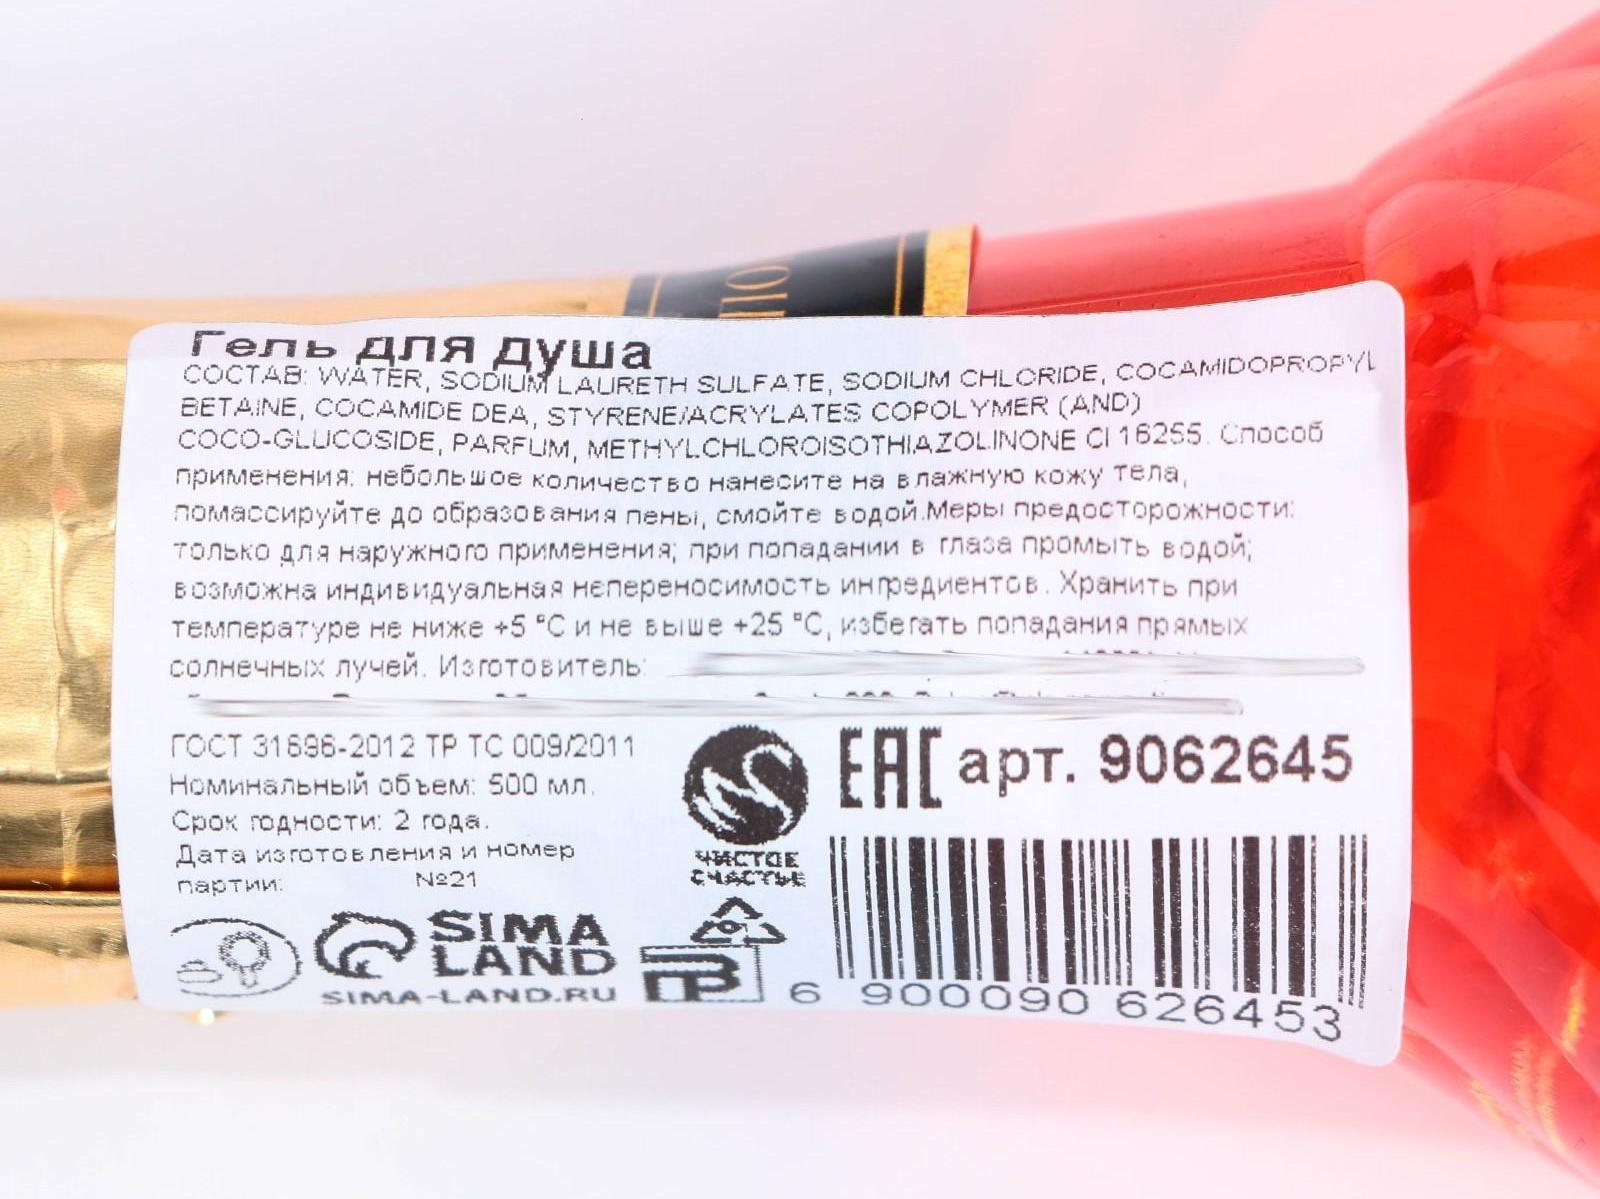 Гель для душа
СОСТАВ: WATER, SODIUM LAURETH SULFATE, SODIUM CHLORIDE, COCAMIDOPROPYL
BETAINE, COCAMIDE DEA, STYRENE/ACRYLATES COPOLYMER (AND)
COCO-GLUCOSIDE, PARFUM, METHYLCHLOROISOTHIAZOLINONE CI 16255. Способ
применения: небольшое количество нанесите на влажную кожу тела,
помассируйте до образования пены, смойте водой.Меры предосторожности:
только для наружного применения; при попадании в глаза промыть водой;
возможна индивидуальная непереносимость ингредиентов. Хранить при
температуре не ниже +5 °C и не выше +25 °C, избегать попадания прямых
солнечных лучей. Изготовитель:
ГОСТ 31696-2012 ТР ТС 009/2011
Номинальный объем: 500 мл.
Срок годности: 2 года.
Дата изготовления и номер
партии: №21
ЧИСТОЕ
СЧАСТЬЕ
EAC арт. 9062645
SIMA
LAND
SIMA-LAND.RU
6 900090 626453